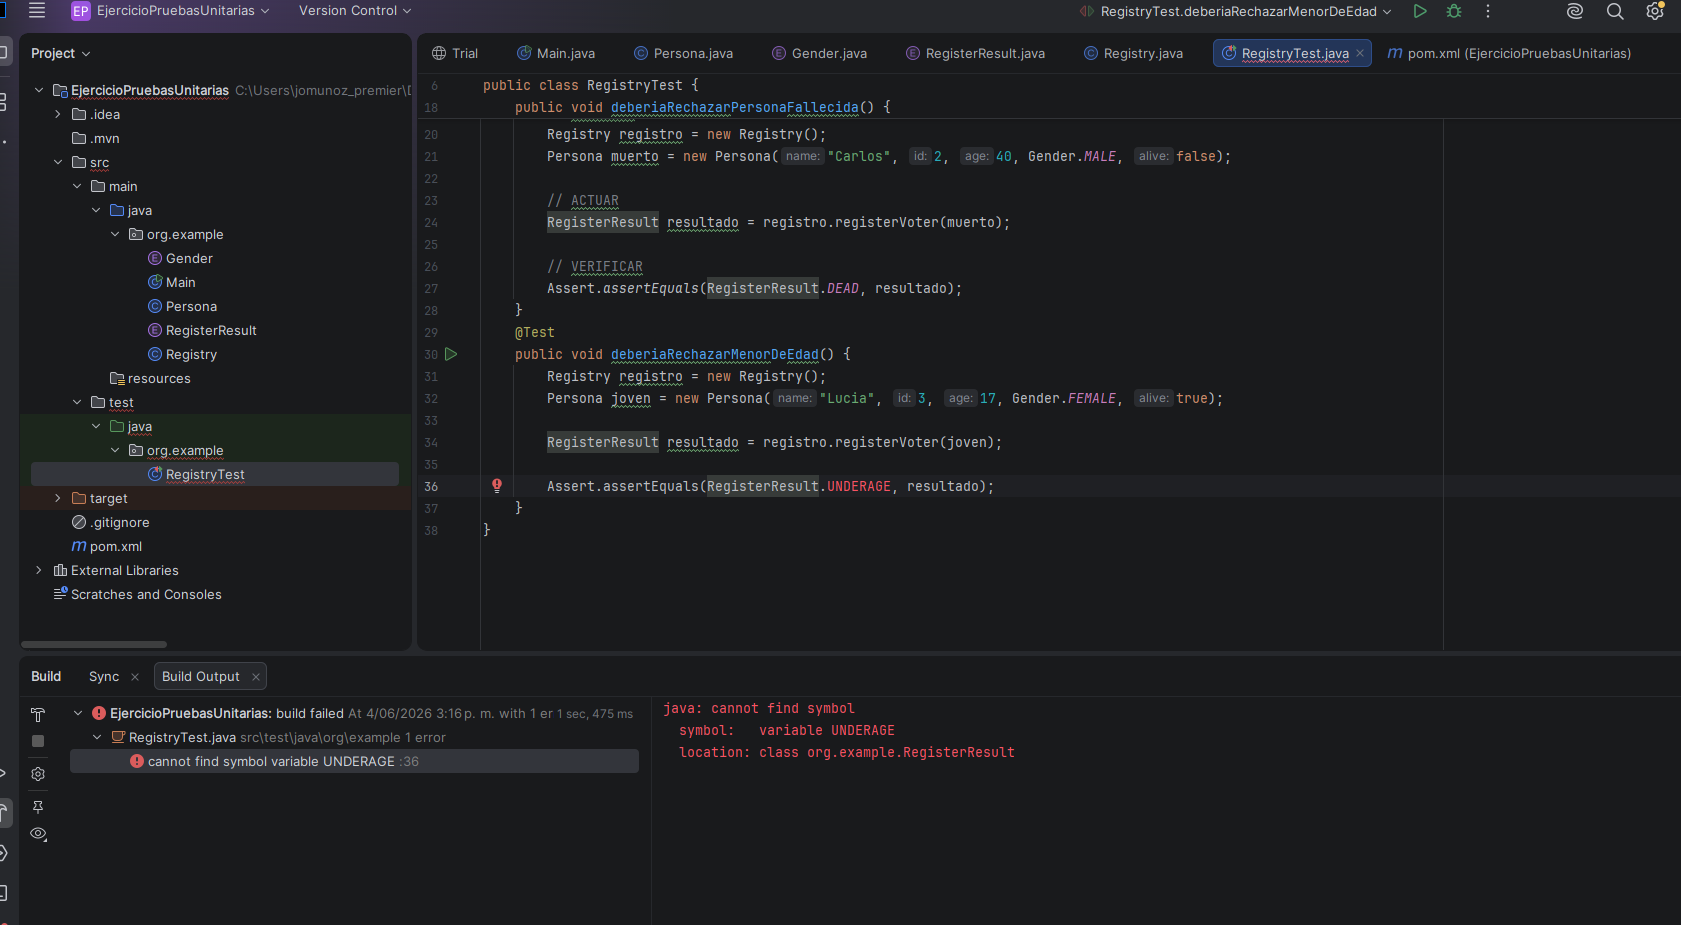 EP EjercicioPruebasUnitarias Version Control RegistryTest.deberiaRechazarMenorDeEdad
Project
EjercicioPruebasUnitarias C:\Users\jomunoz_premier\
.idea
.mvn
src
main
java
org.example
Gender
Main
Persona
RegisterResult
Registry
resources
test
java
org.example
RegistryTest
target
.gitignore
pom.xml
External Libraries
Scratches and Consoles
Trial Main.java Persona.java Gender.java RegisterResult.java Registry.java RegistryTest.java pom.xml (EjercicioPruebasUnitarias)
6 public class RegistryTest {
18 public void deberiaRechazarPersonaFallecida() {
20 Registry registro = new Registry();
21 Persona muerto = new Persona( name: "Carlos", id: 2, age: 40, Gender.MALE, alive: false);
22
23 // ACTUAR
24 RegisterResult resultado = registro.registerVoter(muerto);
25
26 // VERIFICAR
27 Assert.assertEquals(RegisterResult.DEAD, resultado);
28 }
29 @Test
30 public void deberiaRechazarMenorDeEdad() {
31 Registry registro = new Registry();
32 Persona joven = new Persona( name: "Lucia", id: 3, age: 17, Gender.FEMALE, alive: true);
33
34 RegisterResult resultado = registro.registerVoter(joven);
35
36 Assert.assertEquals(RegisterResult.UNDERAGE, resultado);
37 }
38 }
Build Sync Build Output
EjercicioPruebasUnitarias: build failed At 4/06/2026 3:16 p. m. with 1 er 1 sec, 475 ms
RegistryTest.java src\test\java\org\example 1 error
cannot find symbol variable UNDERAGE :36
java: cannot find symbol
symbol: variable UNDERAGE
location: class org.example.RegisterResult